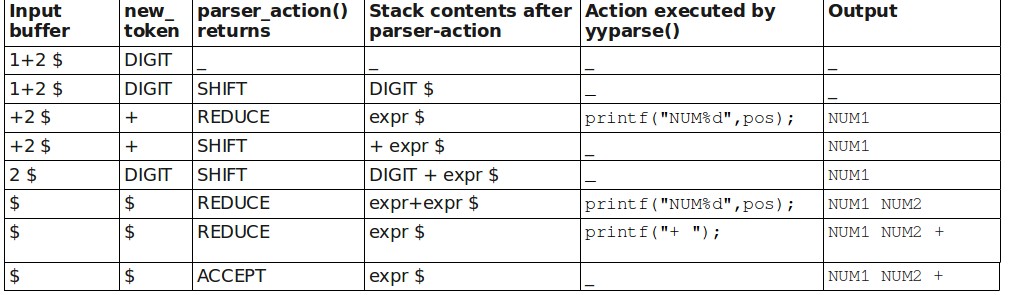 Input buffer new_ token parser_action() returns Stack contents after parser-action Action executed by yyparse() Output
1+2 $ DIGIT _ _ _ _
1+2 $ DIGIT SHIFT DIGIT $ _ _
+2 $ + REDUCE expr $ printf("NUM%d",pos); NUM1
+2 $ + SHIFT + expr $ _ NUM1
2 $ DIGIT SHIFT DIGIT + expr $ _ NUM1
$ $ REDUCE expr+expr $ printf("NUM%d",pos); NUM1 NUM2
$ $ REDUCE expr $ printf("+ "); NUM1 NUM2 +
$ $ ACCEPT expr $ _ NUM1 NUM2 +